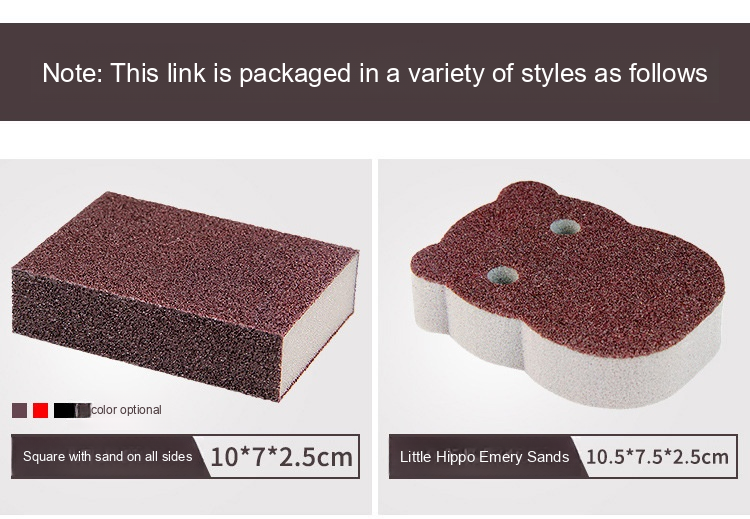 Note: This link is packaged in a variety of styles as follows
color optional
Square with sand on all sides 10*7*2.5cm
Little Hippo Emery Sands 10.5*7.5*2.5cm